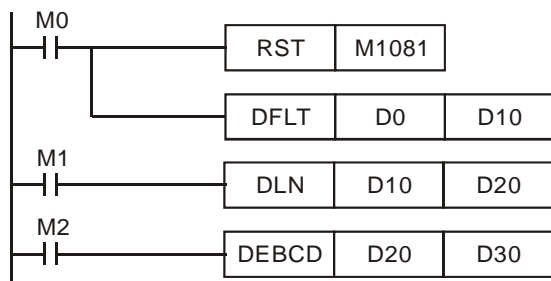 M0
RST M1081
DFLT D0 D10
M1
DLN D10 D20
M2
DEBCD D20 D30